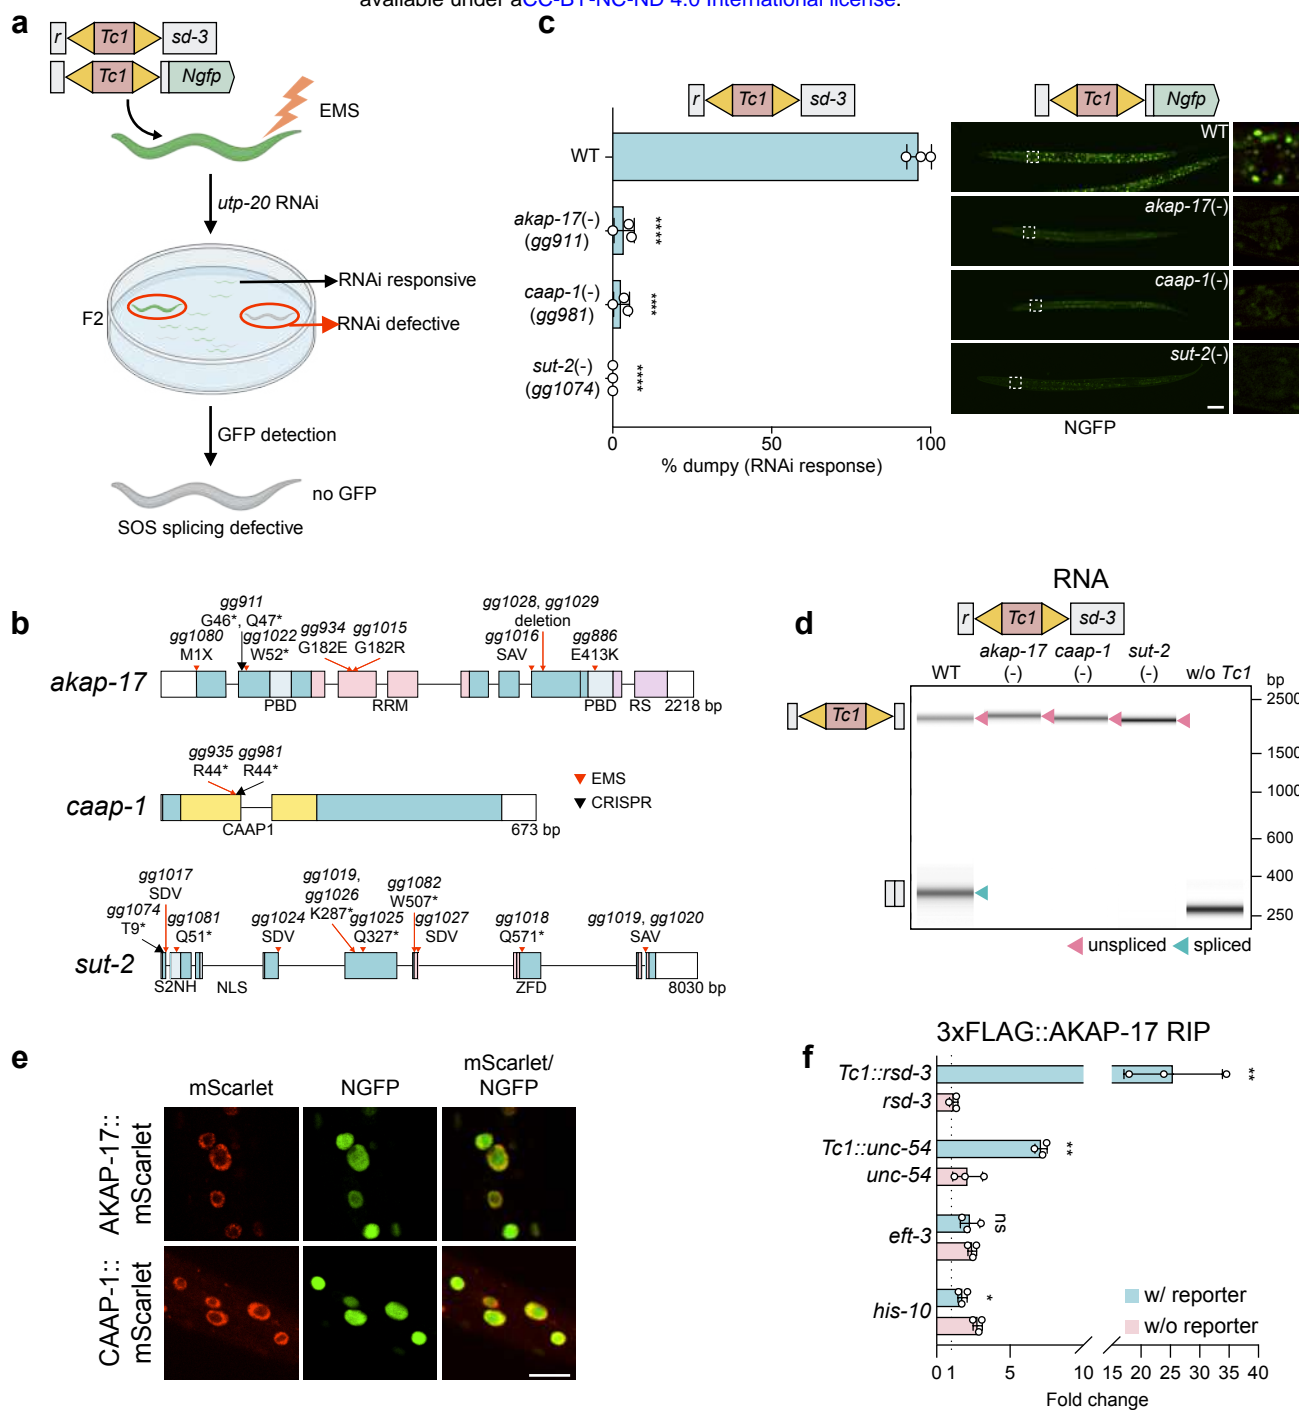 available under aCC-BY-NC-ND 4.0 International license.
a
r Tc1 sd-3
Tc1 Ngfp
EMS
utp-20 RNAi
RNAi responsive
RNAi defective
F2
GFP detection
no GFP
SOS splicing defective
c
r Tc1 sd-3
WT
akap-17(-)
(gg911)
****
caap-1(-)
(gg981)
****
sut-2(-)
(gg1074)
****
0 50 100
% dumpy (RNAi response)
Tc1 Ngfp
WT
akap-17(-)
caap-1(-)
sut-2(-)
NGFP
b
gg911
G46*, Q47*
gg1080
M1X
gg1022
W52*
gg934
G182E
gg1015
G182R
gg1028, gg1029
deletion
gg1016
SAV
gg886
E413K
akap-17
PBD RRM PBD RS 2218 bp
gg935
R44*
gg981
R44*
caap-1
CAAP1
673 bp
EMS
CRISPR
gg1017
SDV
gg1074
T9*
gg1081
Q51*
gg1024
SDV
gg1019,
gg1026
K287*
gg1025
Q327*
gg1082
W507*
gg1027
SDV
gg1018
Q571*
gg1019, gg1020
SAV
sut-2
S2NH NLS ZFD 8030 bp
d
RNA
r Tc1 sd-3
WT
akap-17
(-)
caap-1
(-)
sut-2
(-)
w/o Tc1
bp
2500
1500
1000
600
400
250
Tc1
unspliced spliced
e
mScarlet
NGFP
mScarlet/
NGFP
AKAP-17::
mScarlet
CAAP-1::
mScarlet
f
3xFLAG::AKAP-17 RIP
Tc1::rsd-3
**
rsd-3
Tc1::unc-54
**
unc-54
eft-3
ns
his-10
*
w/ reporter
w/o reporter
0 1 5 10 15 20 25 30 35 40
Fold change